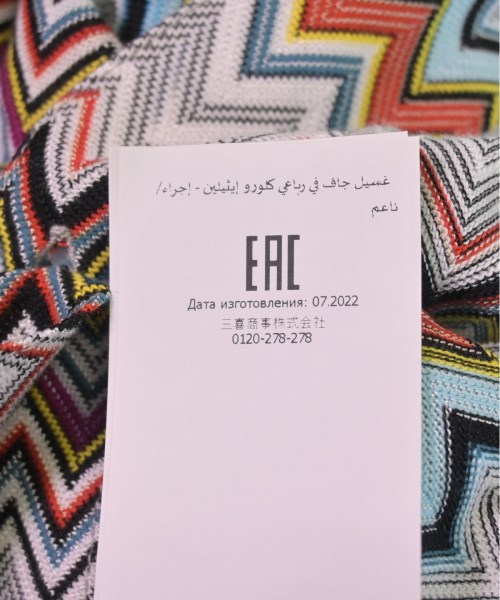 غسيل جاف في رباعي كلورو إيثيلين - إجراء/
ناعم
EAC
Дата изготовления: 07.2022
三喜商事株式会社
0120-278-278